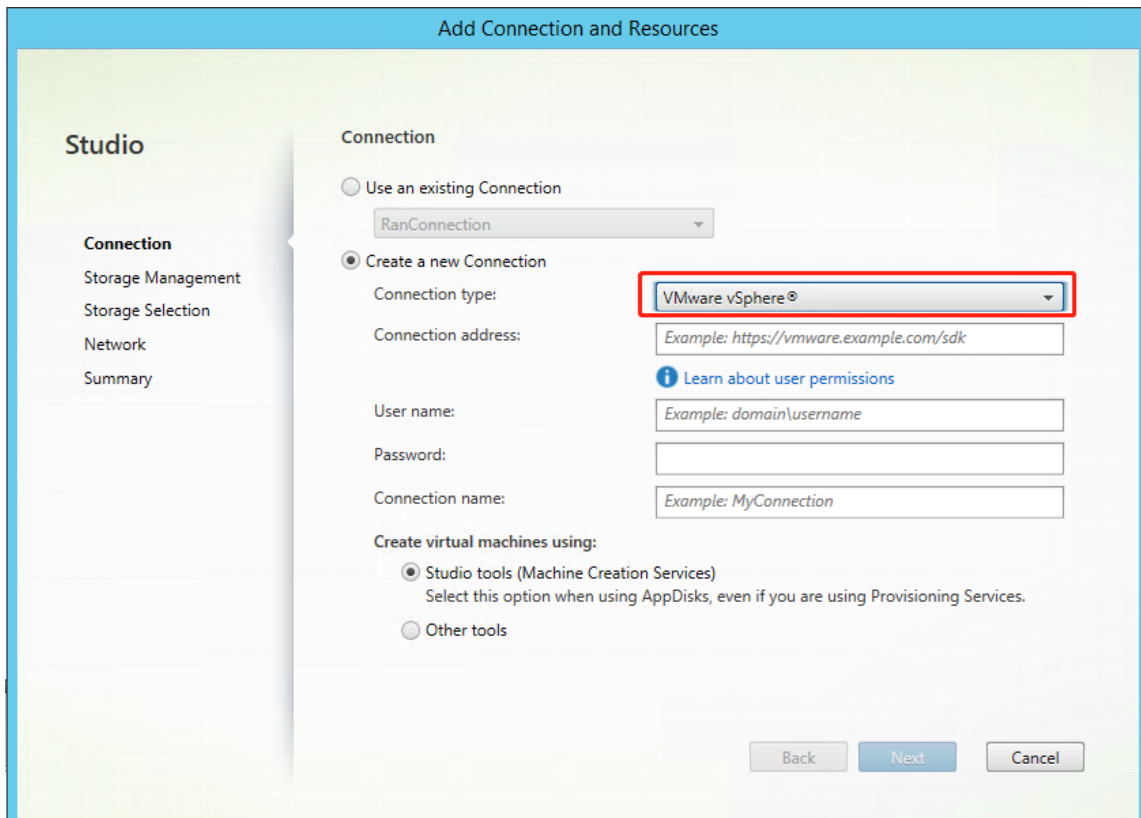 Add Connection and Resources
Studio
Connection
Storage Management
Storage Selection
Network
Summary
Connection
Use an existing Connection
RanConnection
Create a new Connection
Connection type:
VMware vSphere®
Connection address:
Example: https://vmware.example.com/sdk
Learn about user permissions
User name:
Example: domain\username
Password:
Connection name:
Example: MyConnection
Create virtual machines using:
Studio tools (Machine Creation Services)
Select this option when using AppDisks, even if you are using Provisioning Services.
Other tools
Back
Next
Cancel